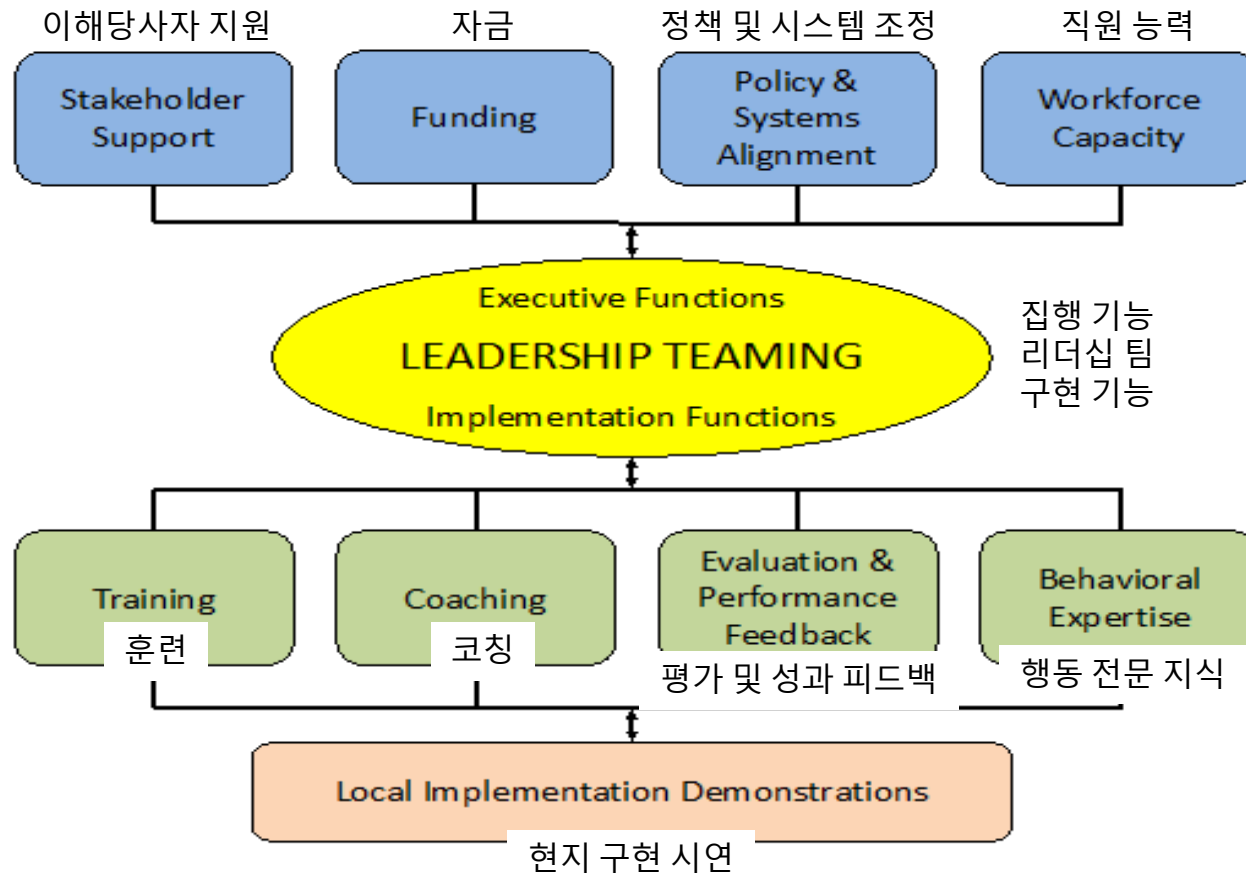 이해당사자 지원
자금
정책 및 시스템 조정
직원 능력
Stakeholder
Support
Funding
Policy &
Systems
Alignment
Workforce
Capacity
Executive Functions
LEADERSHIP TEAMING
Implementation Functions
집행 기능
리더십 팀
구현 기능
Training
훈련
Coaching
코칭
Evaluation &
Performance
Feedback
평가 및 성과 피드백
Behavioral
Expertise
행동 전문 지식
Local Implementation Demonstrations
현지 구현 시연